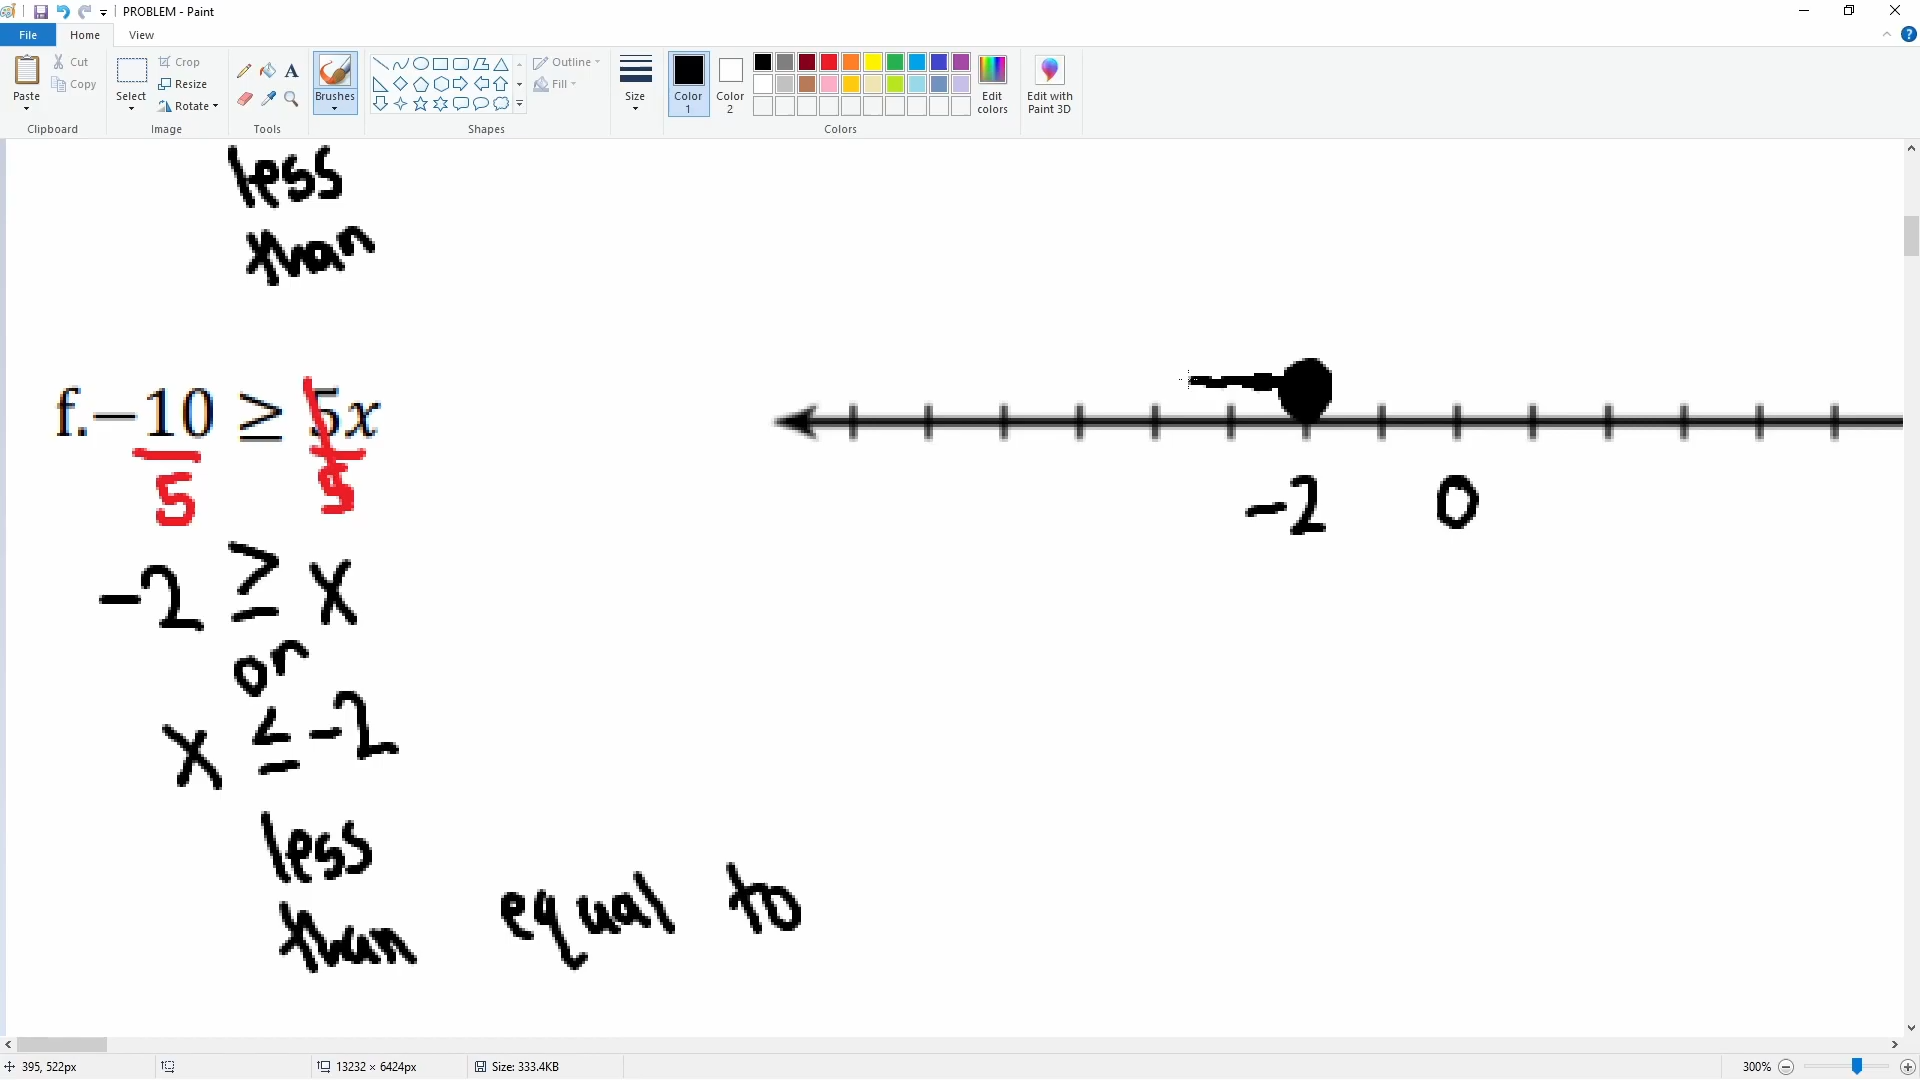 PROBLEM - Paint
File Home View
Paste
Cut
Copy
Clipboard
Select
Crop
Resize
Rotate
Image
A
Tools
Brushes
Shapes
Outline
Fill
Size
Color 1
Color 2
Colors
Edit colors
Edit with Paint 3D
less
than
f. −10 ≥ 5x
5 5
-2 ≥ x
or
x ≤ -2
less
than equal to
-2 0
395, 522px
13232 × 6424px
Size: 333.4KB
300%